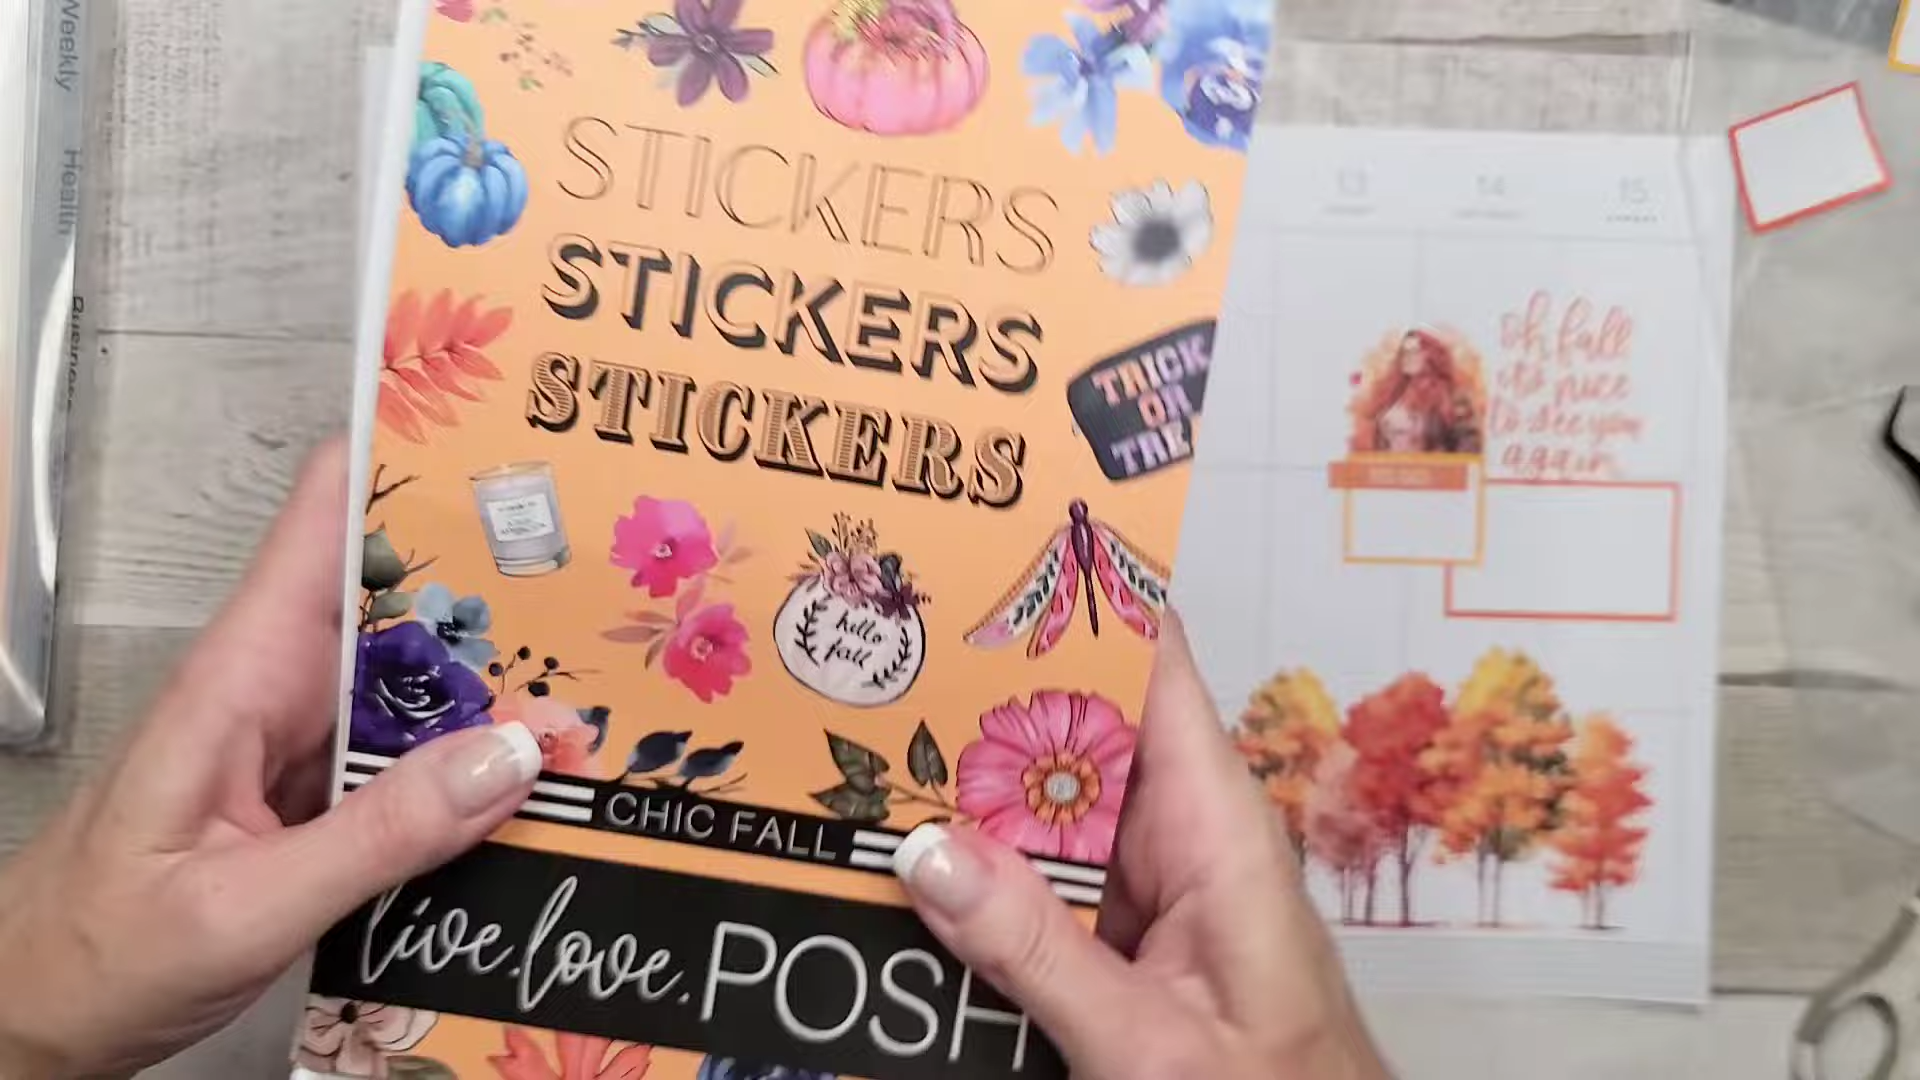 Weekly
Health
STICKERS
STICKERS
STICKERS
TRICK
OR
TRE
hello
fall
CHIC FALL
live.love.POSH
13
14
15
oh fall
it's nice
to see you
again